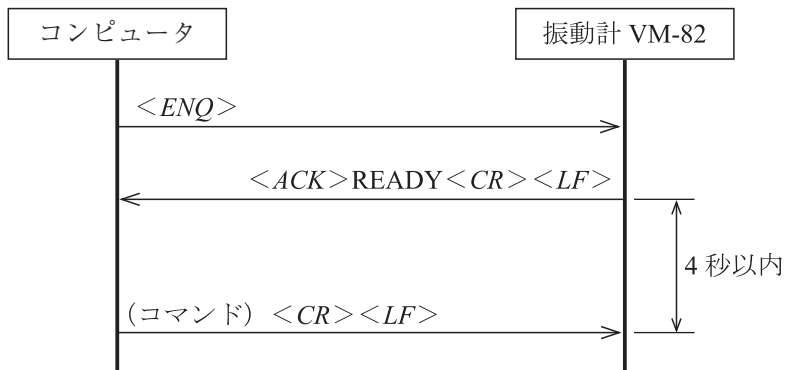 コンピュータ
振動計 VM-82
<ENQ>
<ACK>READY<CR><LF>
4 秒以内
(コマンド) <CR><LF>